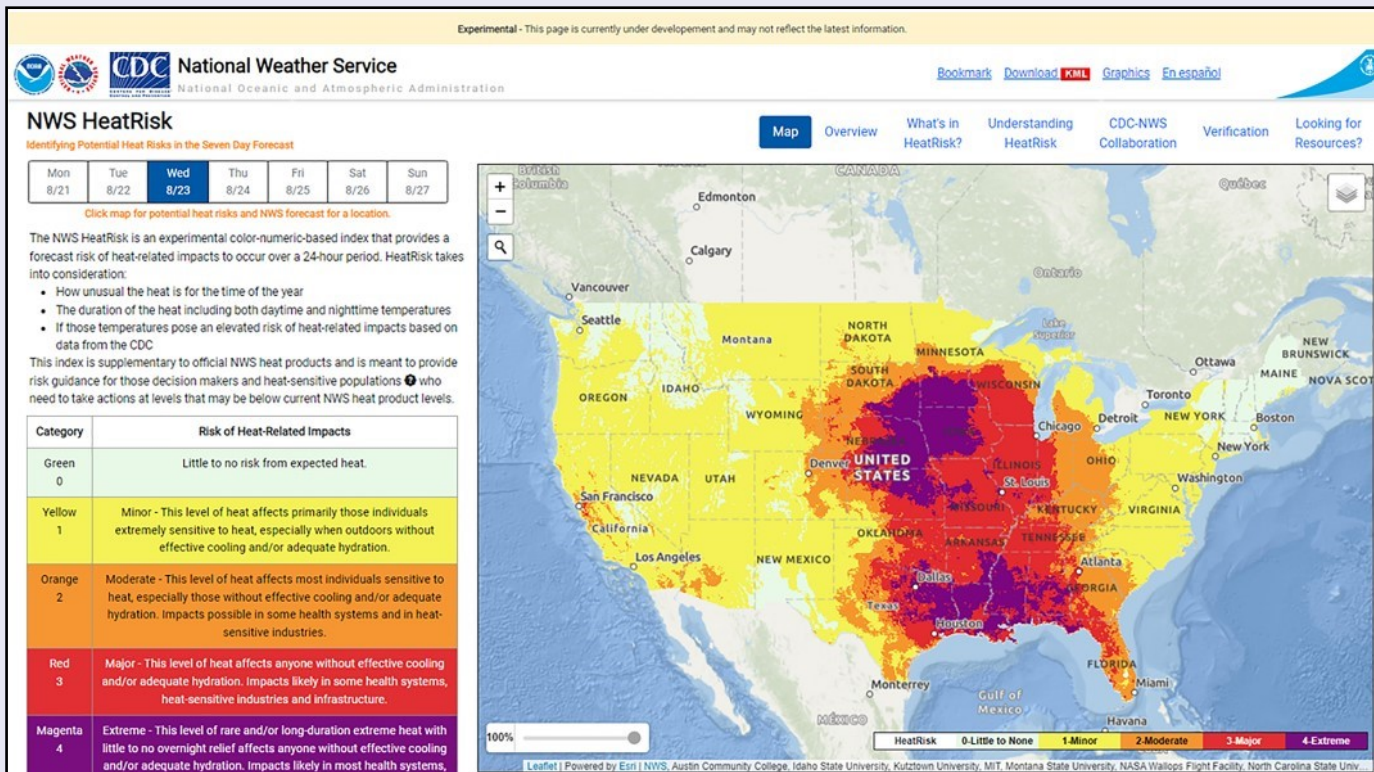 Experimental - This page is currently under developement and may not reflect the latest information.
CDC
National Weather Service
National Oceanic and Atmospheric Administration
Bookmark Download KML Graphics En español
NWS HeatRisk
Identifying Potential Heat Risks in the Seven Day Forecast
Map Overview What's in HeatRisk? Understanding HeatRisk CDC-NWS Collaboration Verification Looking for Resources?
Mon Tue Wed Thu Fri Sat Sun
8/21 8/22 8/23 8/24 8/25 8/26 8/27
Click map for potential heat risks and NWS forecast for a location.
The NWS HeatRisk is an experimental color-numeric-based index that provides a
forecast risk of heat-related impacts to occur over a 24-hour period. HeatRisk takes
into consideration:
• How unusual the heat is for the time of the year
• The duration of the heat including both daytime and nighttime temperatures
• If those temperatures pose an elevated risk of heat-related impacts based on
data from the CDC
This index is supplementary to official NWS heat products and is meant to provide
risk guidance for those decision makers and heat-sensitive populations ? who
need to take actions at levels that may be below current NWS heat product levels.
Category Risk of Heat-Related Impacts
Green
0
Little to no risk from expected heat.
Yellow
1
Minor - This level of heat affects primarily those individuals
extremely sensitive to heat, especially when outdoors without
effective cooling and/or adequate hydration.
Orange
2
Moderate - This level of heat affects most individuals sensitive to
heat, especially those without effective cooling and/or adequate
hydration. Impacts possible in some health systems and in heat-
sensitive industries.
Red
3
Major - This level of heat affects anyone without effective cooling
and/or adequate hydration. Impacts likely in some health systems,
heat-sensitive industries and infrastructure.
Magenta
4
Extreme - This level of rare and/or long-duration extreme heat with
little to no overnight relief affects anyone without effective cooling
and/or adequate hydration. Impacts likely in most health systems,
+
−
British
Columbia
CANADA
Québec
Edmonton
Calgary
Ontario
Vancouver
Seattle
Montana
NORTH
DAKOTA
Lake
Superior
MINNESOTA
Ottawa
NEW
BRUNSWICK
MAINE
NOVA SCOT
SOUTH
DAKOTA
WISCONSIN
Toronto
OREGON
IDAHO
WYOMING
Detroit
NEW YORK
Boston
Chicago
New York
Denver
UNITED
STATES
ILLINOIS
OHIO
NEVADA
UTAH
St. Louis
Washington
San Francisco
MISSOURI
KENTUCKY
VIRGINIA
California
OKLAHOMA
ARKANSAS
TENNESSEE
Los Angeles
NEW MEXICO
Atlanta
Dallas
GEORGIA
Texas
Houston
FLORIDA
Monterrey
Gulf of
Mexico
Miami
MÉXICO
Havana
100%
HeatRisk 0-Little to None 1-Minor 2-Moderate 3-Major 4-Extreme
Leaflet | Powered by Esri | NWS, Austin Community College, Idaho State University, Kutztown University, MIT, Montana State University, NASA Wallops Flight Facility, North Carolina State Univ...